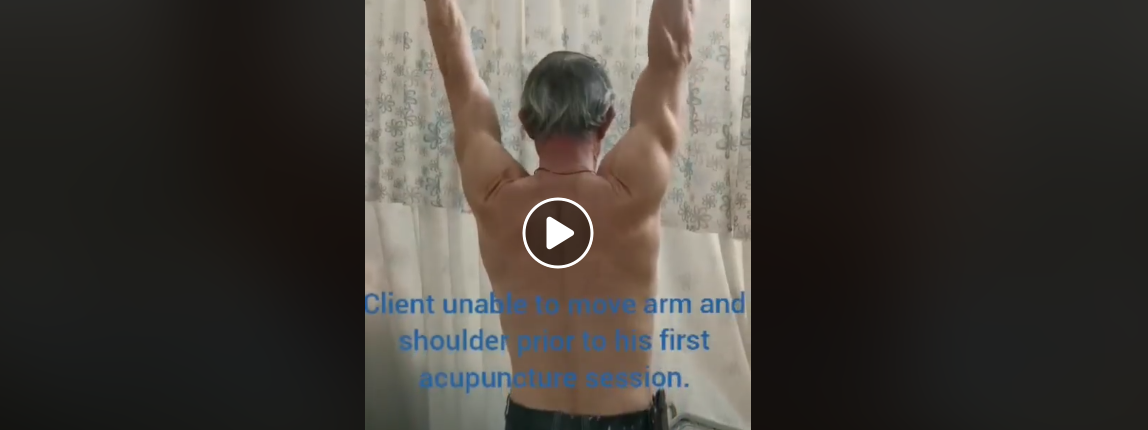 Client unable to move arm and
shoulder prior to his first
acupuncture session.